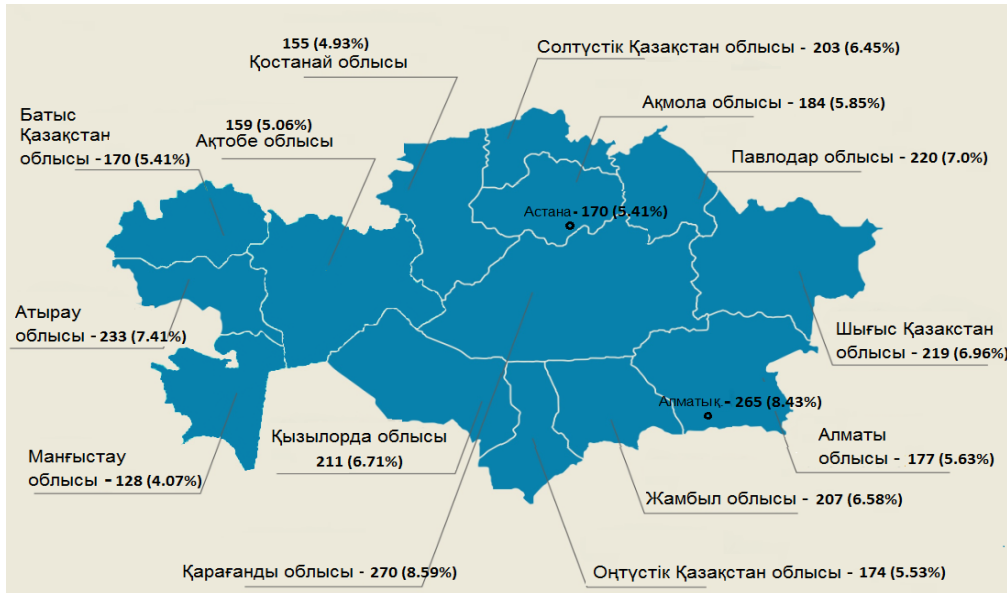 155 (4.93%)
Қостанай облысы
Солтүстік Қазақстан облысы - 203 (6.45%)
Ақмола облысы - 184 (5.85%)
Батыс
Қазақстан
облысы - 170 (5.41%)
159 (5.06%)
Ақтобе облысы
Павлодар облысы - 220 (7.0%)
Астана - 170 (5.41%)
Атырау
облысы - 233 (7.41%)
Шығыс Қазакстан
облысы - 219 (6.96%)
Алматық. - 265 (8.43%)
Қызылорда облысы
211 (6.71%)
Манғыстау
облысы - 128 (4.07%)
Алматы
облысы - 177 (5.63%)
Жамбыл облысы - 207 (6.58%)
Қарағанды облысы - 270 (8.59%)
Оңтүстік Қазақстан облысы - 174 (5.53%)